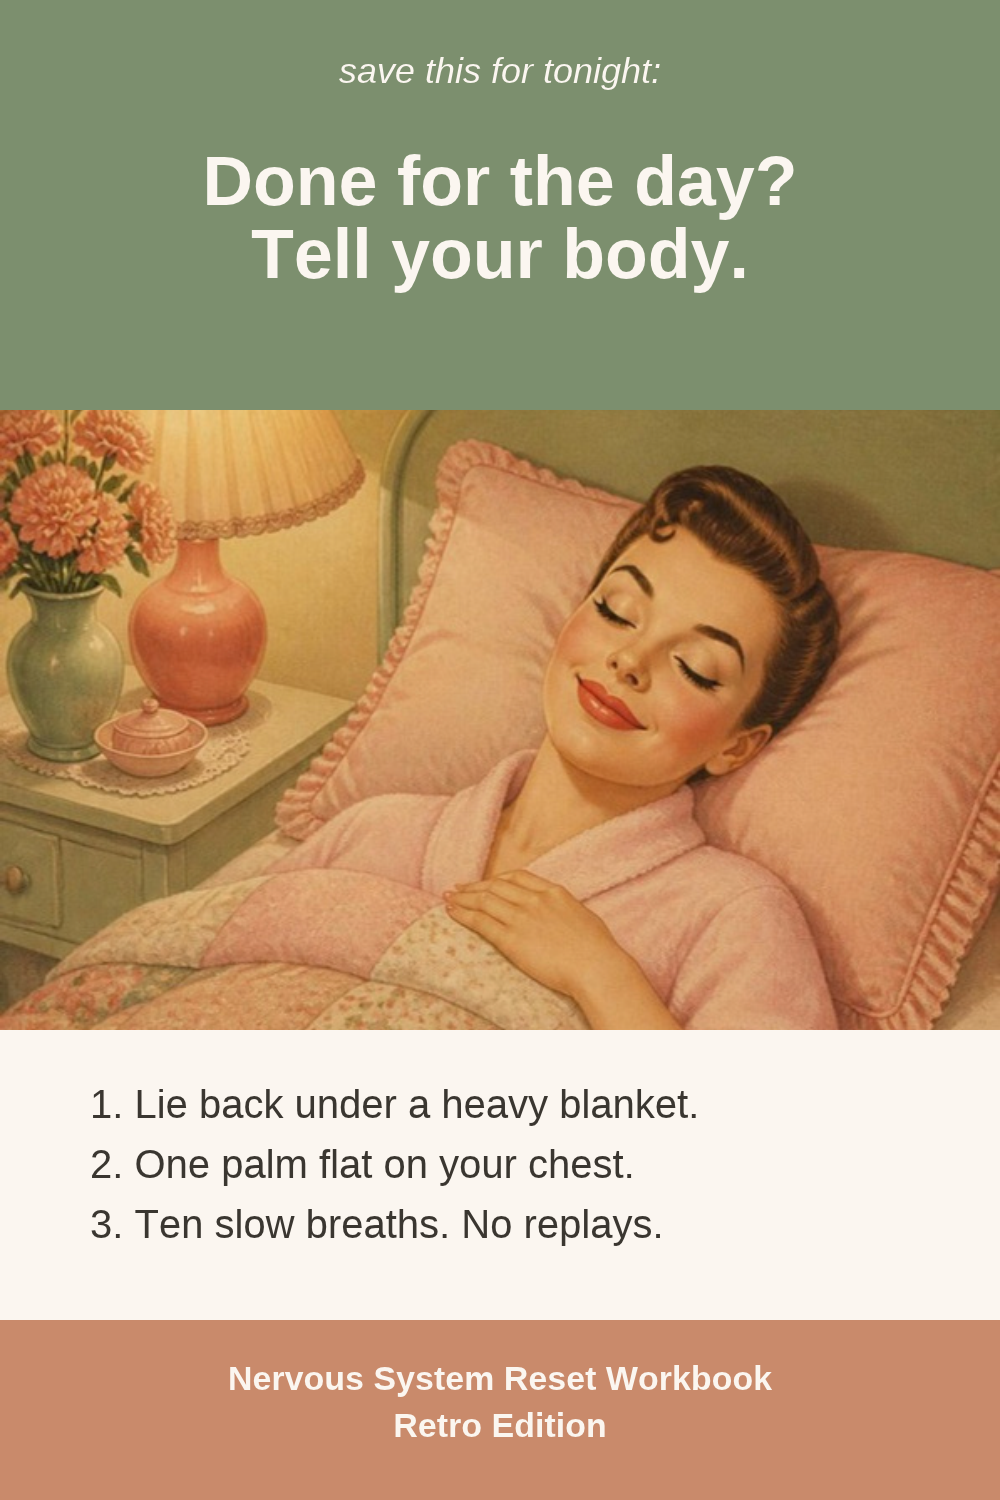 save this for tonight:
Done for the day?
Tell your body.
1. Lie back under a heavy blanket.
2. One palm flat on your chest.
3. Ten slow breaths. No replays.
Nervous System Reset Workbook
Retro Edition